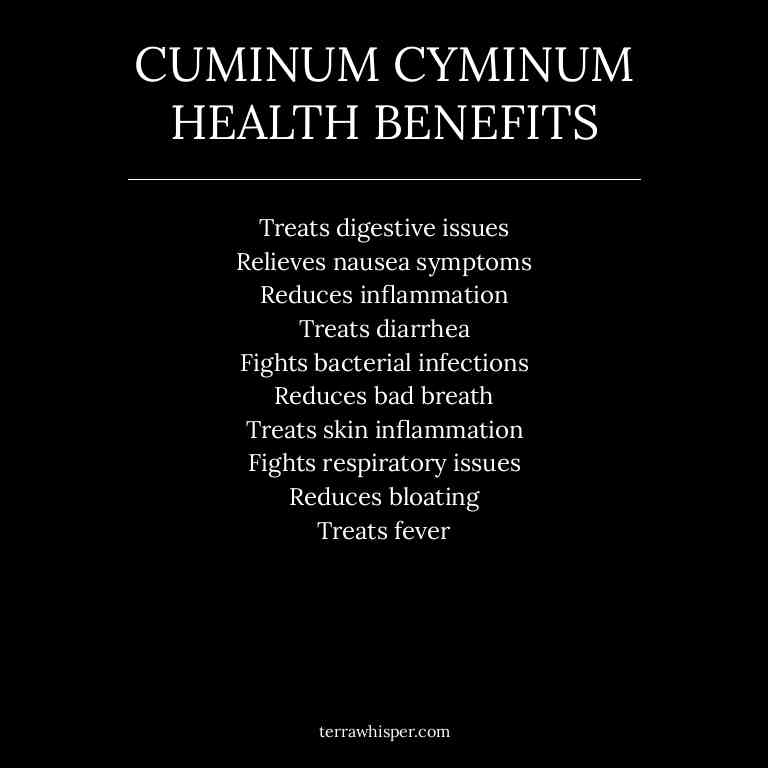 CUMINUM CYMINUM
HEALTH BENEFITS
Treats digestive issues
Relieves nausea symptoms
Reduces inflammation
Treats diarrhea
Fights bacterial infections
Reduces bad breath
Treats skin inflammation
Fights respiratory issues
Reduces bloating
Treats fever
terrawhisper.com